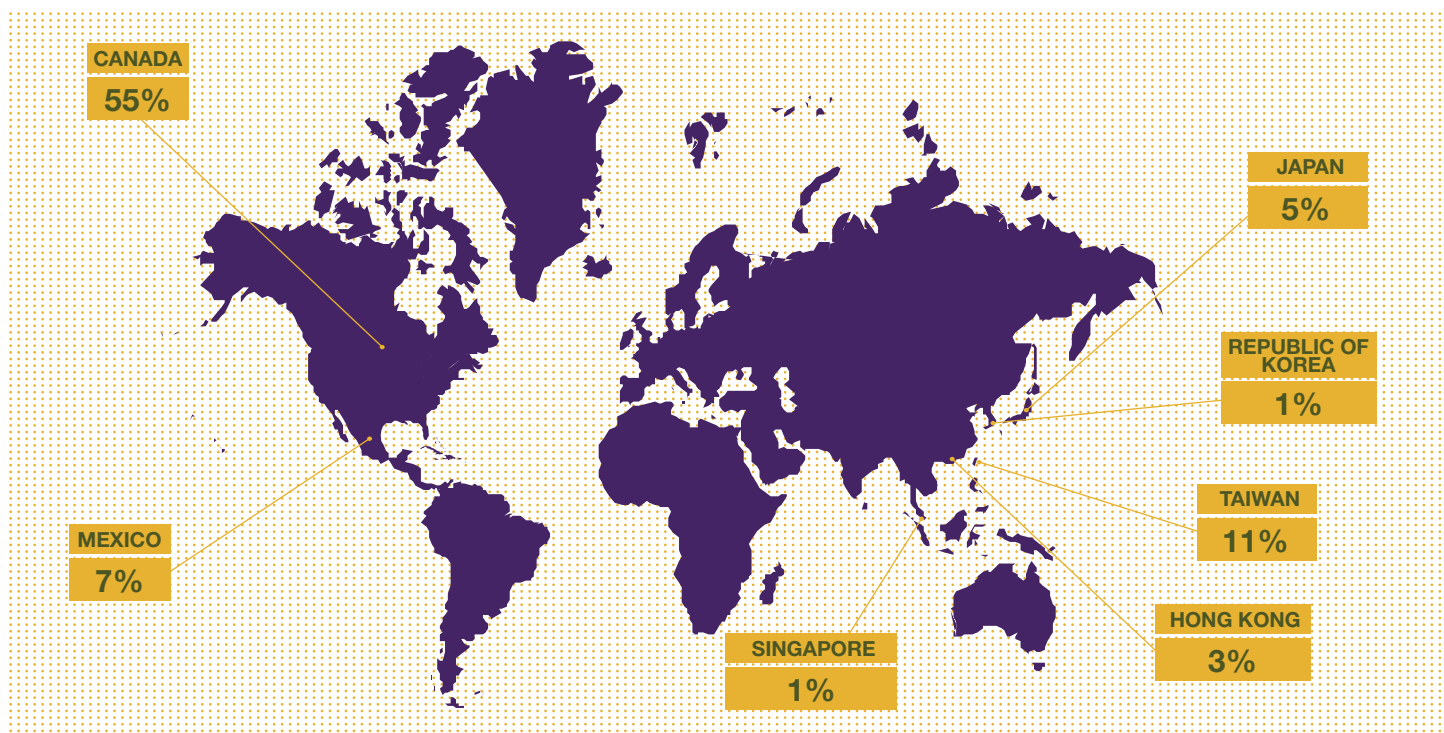 CANADA
55%
JAPAN
5%
REPUBLIC OF
KOREA
1%
TAIWAN
11%
MEXICO
7%
HONG KONG
3%
SINGAPORE
1%